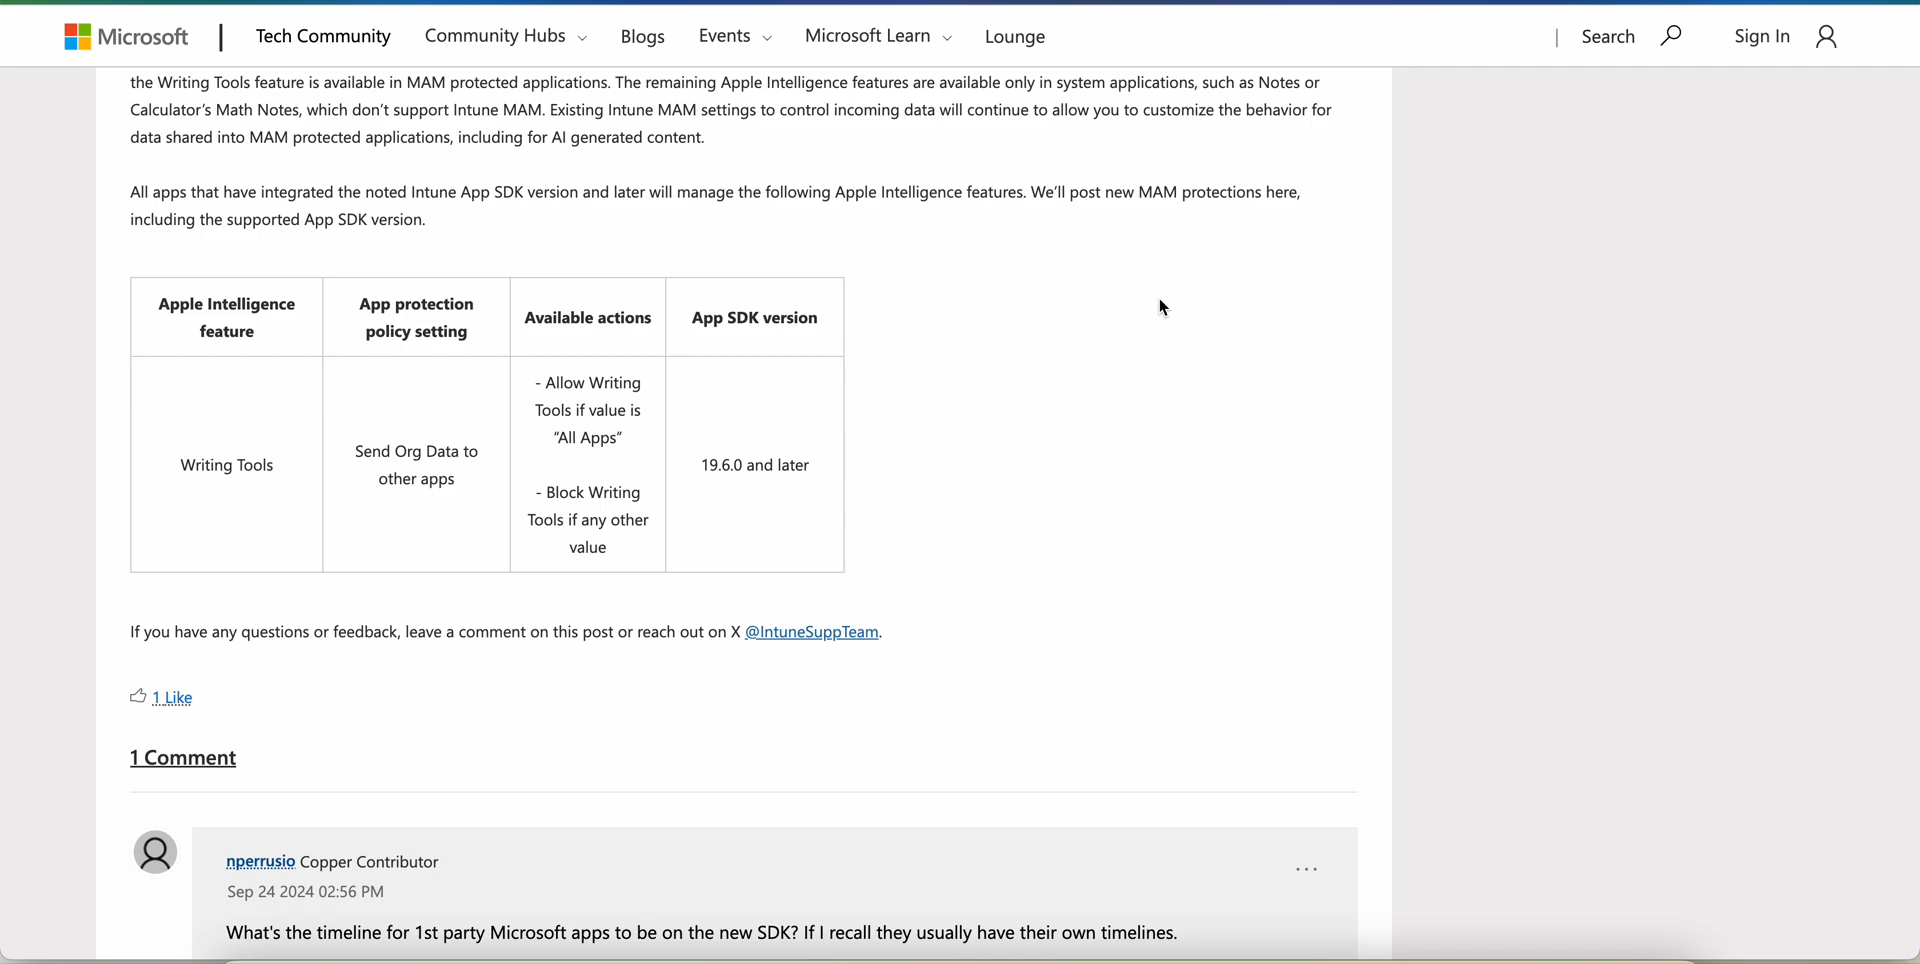 Microsoft
Tech Community
Community Hubs
Blogs
Events
Microsoft Learn
Lounge
Search
Sign In
the Writing Tools feature is available in MAM protected applications. The remaining Apple Intelligence features are available only in system applications, such as Notes or
Calculator’s Math Notes, which don’t support Intune MAM. Existing Intune MAM settings to control incoming data will continue to allow you to customize the behavior for
data shared into MAM protected applications, including for AI generated content.
All apps that have integrated the noted Intune App SDK version and later will manage the following Apple Intelligence features. We’ll post new MAM protections here,
including the supported App SDK version.
Apple Intelligence
feature
App protection
policy setting
Available actions
App SDK version
Writing Tools
Send Org Data to
other apps
- Allow Writing
Tools if value is
“All Apps”
- Block Writing
Tools if any other
value
19.6.0 and later
If you have any questions or feedback, leave a comment on this post or reach out on X @IntuneSuppTeam.
1 Like
1 Comment
nperrusio Copper Contributor
Sep 24 2024 02:56 PM
What's the timeline for 1st party Microsoft apps to be on the new SDK? If I recall they usually have their own timelines.